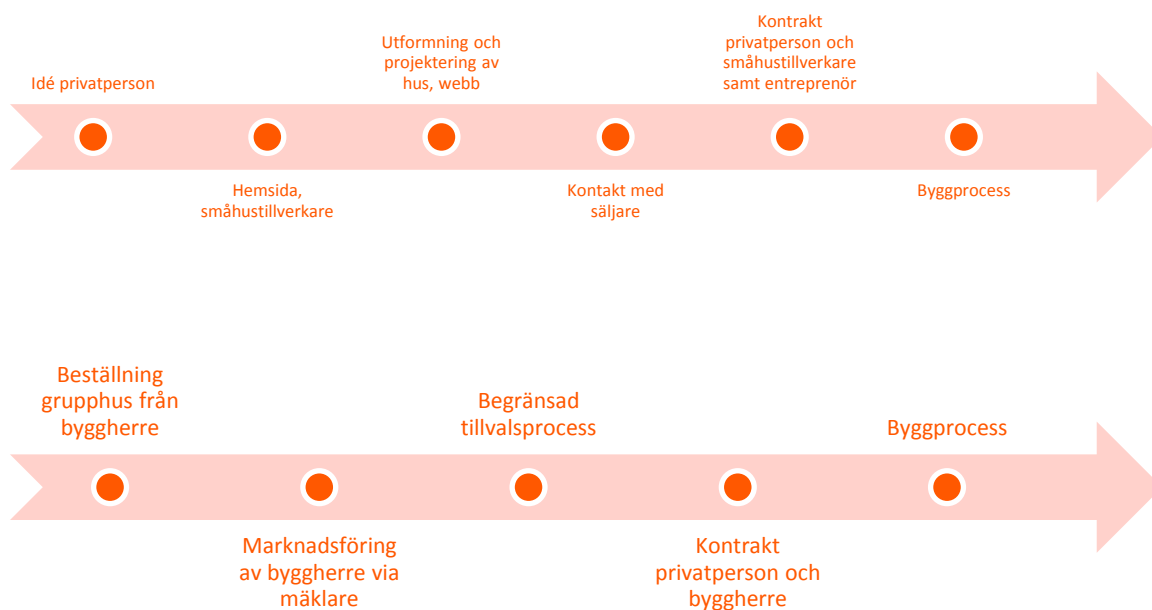 Idé privatperson
Hemsida,
småhustillverkare
Utformning och
projektering av
hus, webb
Kontakt med
säljare
Kontrakt
privatperson och
småhustillverkare
samt entreprenör
Byggprocess
Beställning
grupphus från
byggherre
Marknadsföring
av byggherre via
mäklare
Begränsad
tillvalsprocess
Kontrakt
privatperson och
byggherre
Byggprocess